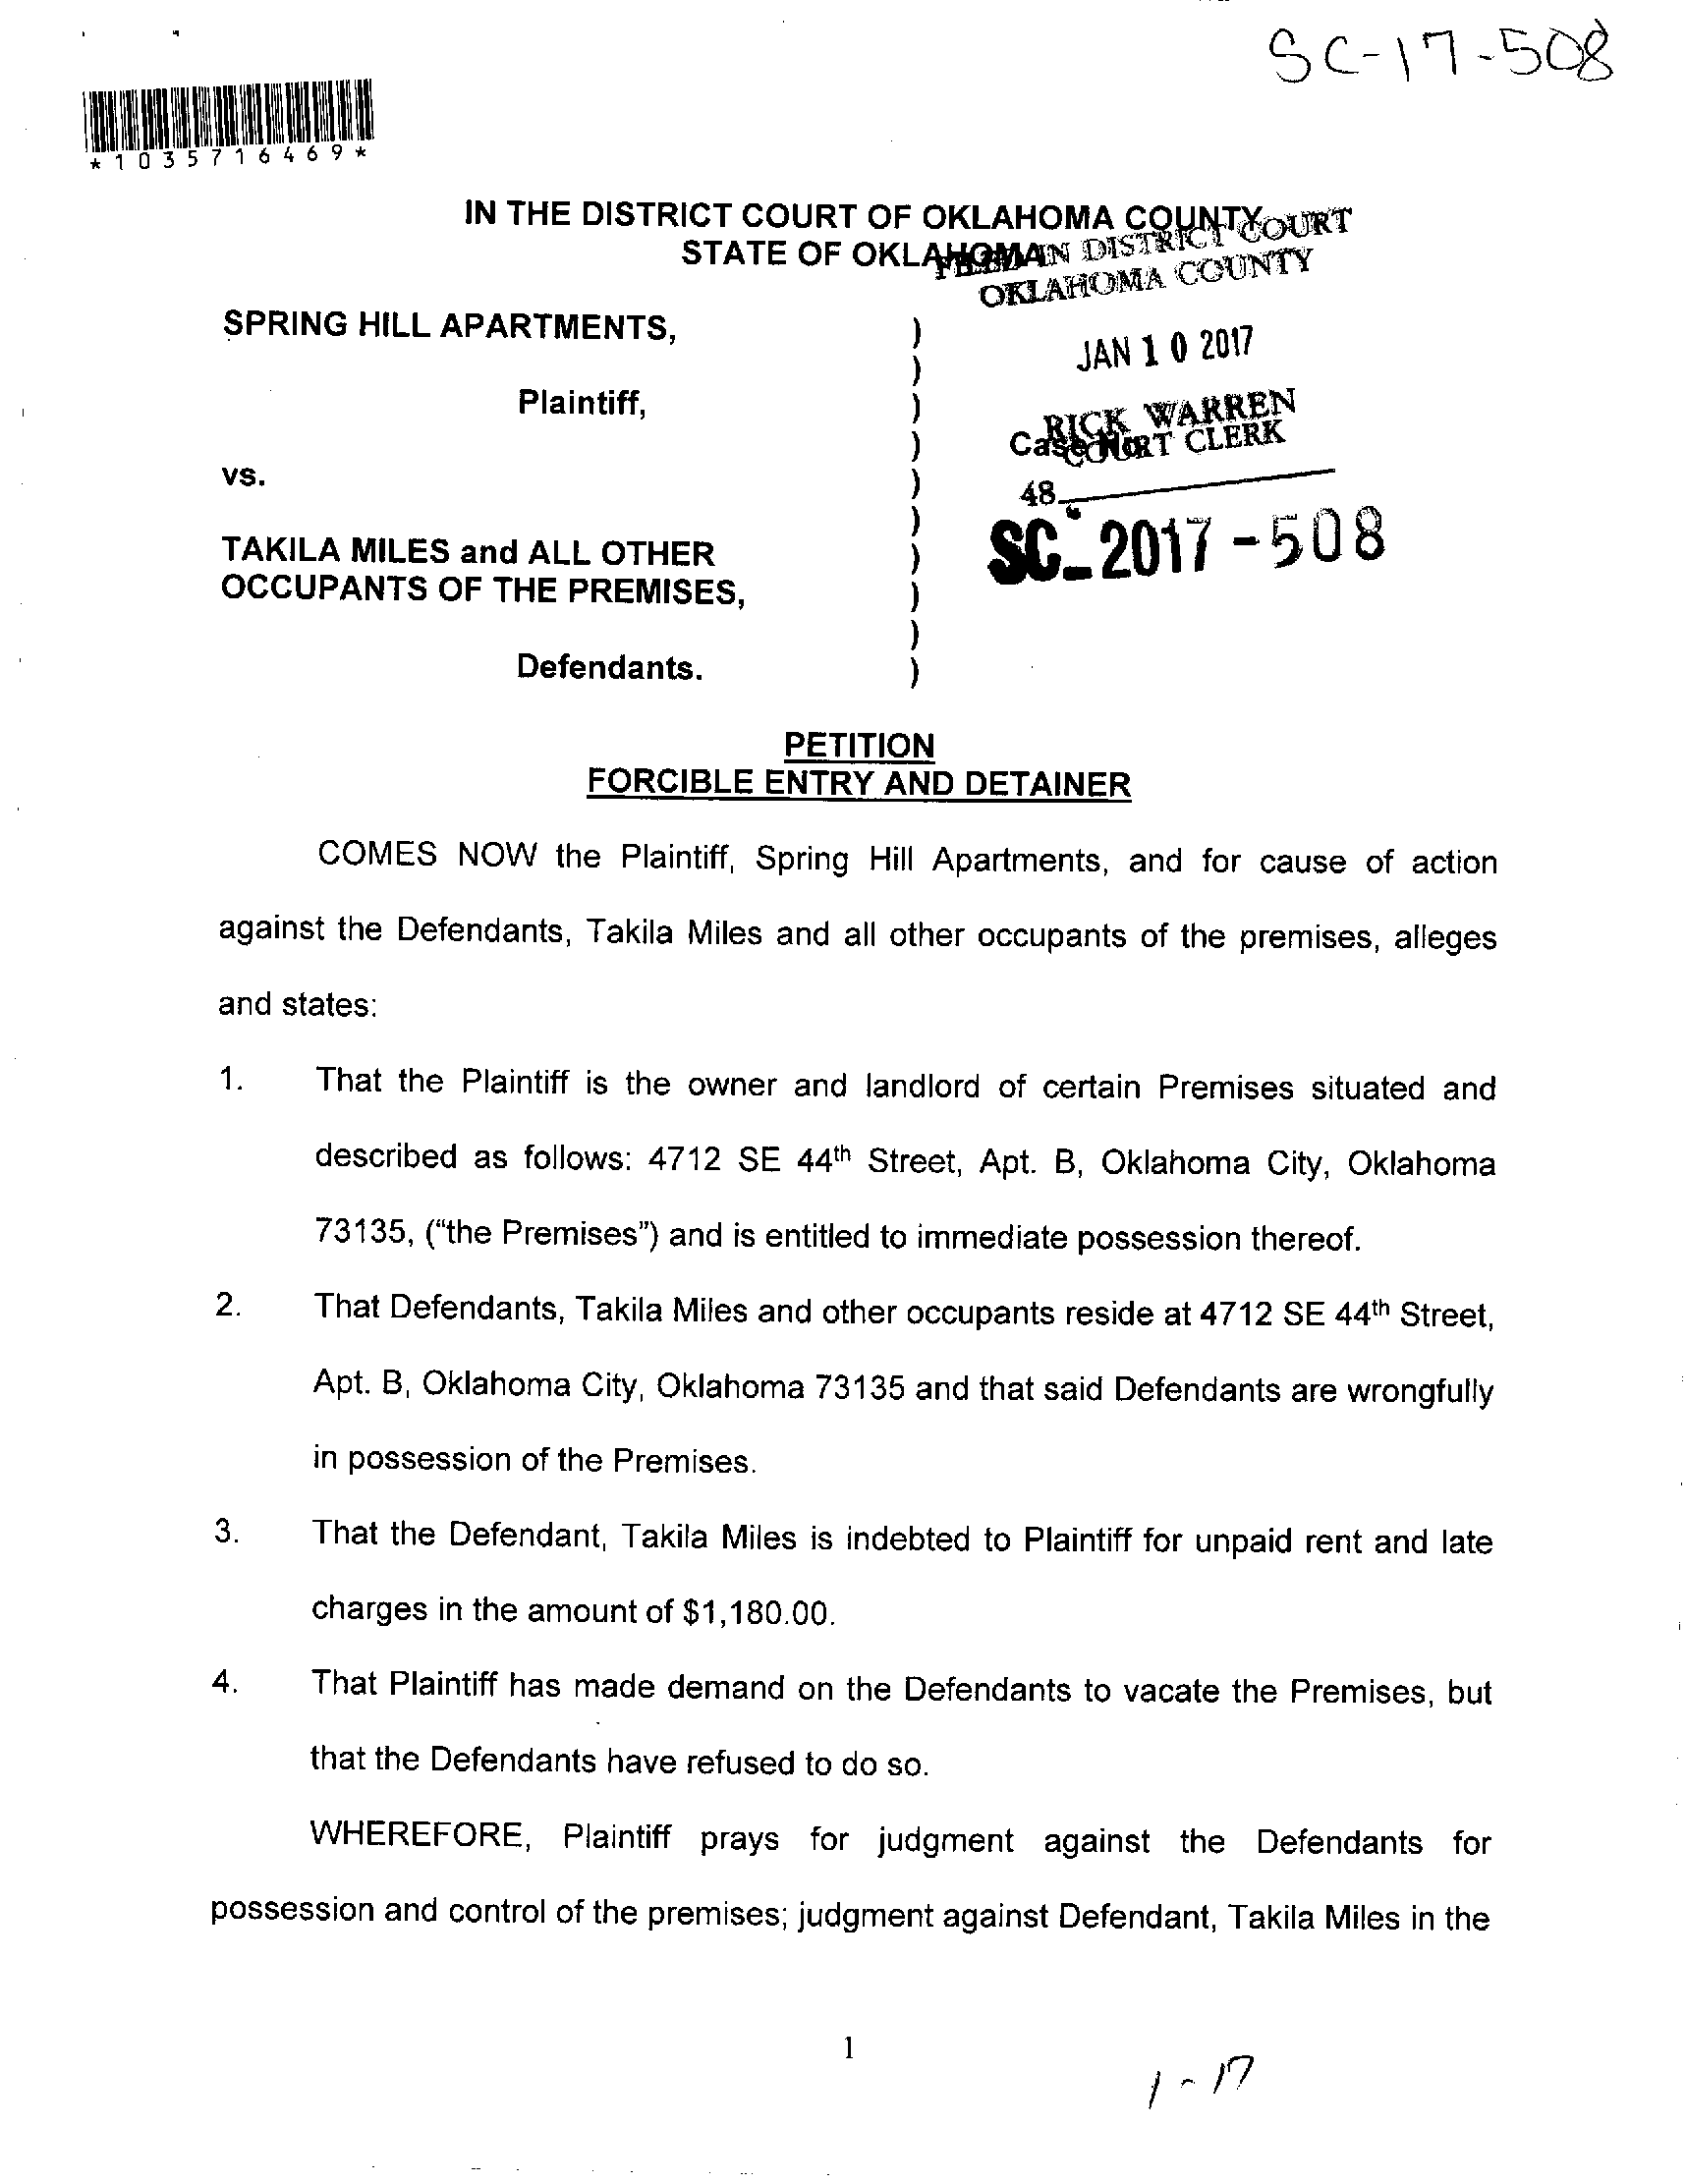 SC-17-508
*1035716469*
IN THE DISTRICT COURT OF OKLAHOMA COUNTY
STATE OF OKLAHOMA
FILED IN DISTRICT COURT
OKLAHOMA COUNTY
SPRING HILL APARTMENTS, )
JAN 10 2017
)
Plaintiff, )
RICK WARREN
COURT CLERK
) Case No.
vs. )
48
)
SC-2017-508
TAKILA MILES and ALL OTHER )
OCCUPANTS OF THE PREMISES, )
)
Defendants. )
PETITION
FORCIBLE ENTRY AND DETAINER
COMES NOW the Plaintiff, Spring Hill Apartments, and for cause of action
against the Defendants, Takila Miles and all other occupants of the premises, alleges
and states:
1. That the Plaintiff is the owner and landlord of certain Premises situated and
described as follows: 4712 SE 44th Street, Apt. B, Oklahoma City, Oklahoma
73135, (“the Premises”) and is entitled to immediate possession thereof.
2. That Defendants, Takila Miles and other occupants reside at 4712 SE 44th Street,
Apt. B, Oklahoma City, Oklahoma 73135 and that said Defendants are wrongfully
in possession of the Premises.
3. That the Defendant, Takila Miles is indebted to Plaintiff for unpaid rent and late
charges in the amount of $1,180.00.
4. That Plaintiff has made demand on the Defendants to vacate the Premises, but
that the Defendants have refused to do so.
WHEREFORE, Plaintiff prays for judgment against the Defendants for
possession and control of the premises; judgment against Defendant, Takila Miles in the
1
1-17